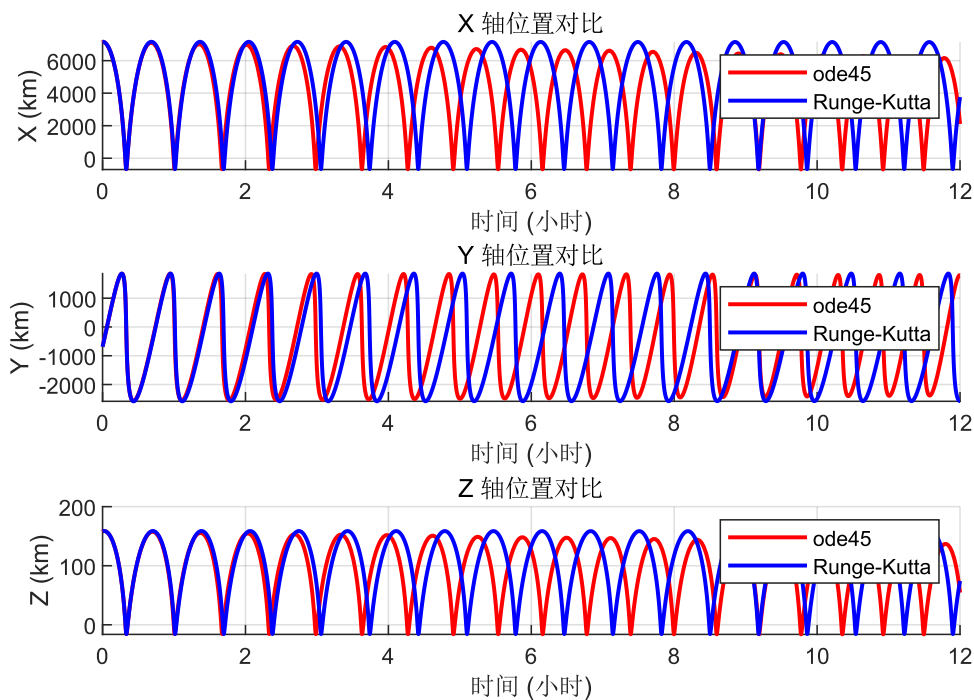 X 轴位置对比
X (km)
6000
4000
2000
0
ode45
Runge-Kutta
0 2 4 6 8 10 12
时间 (小时)
Y 轴位置对比
Y (km)
1000
0
-1000
-2000
ode45
Runge-Kutta
0 2 4 6 8 10 12
时间 (小时)
Z 轴位置对比
Z (km)
200
100
0
ode45
Runge-Kutta
0 2 4 6 8 10 12
时间 (小时)